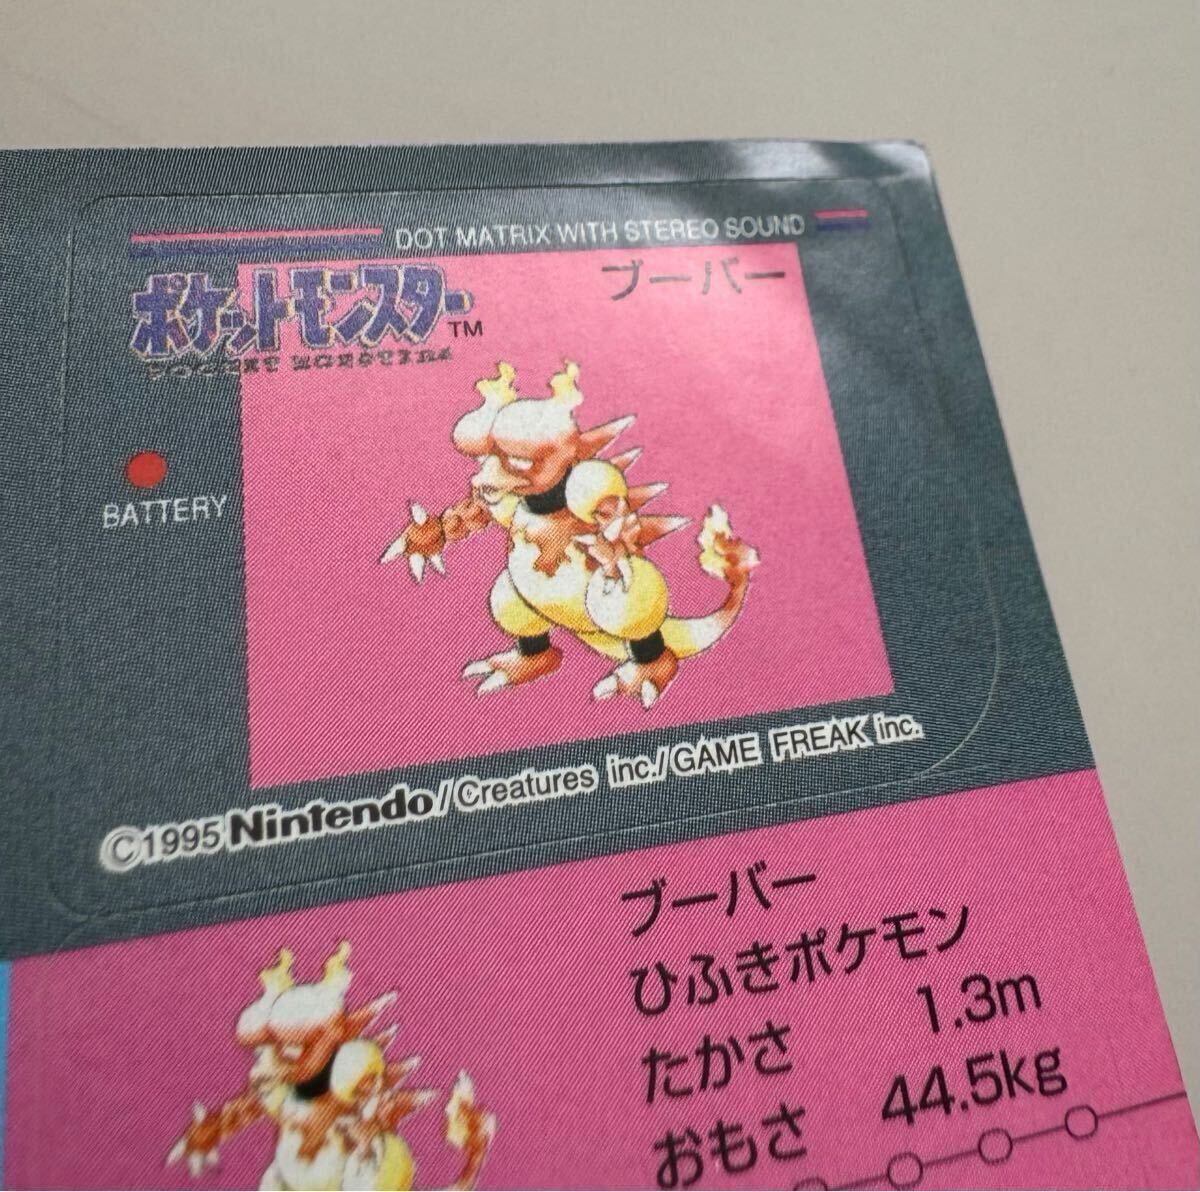 DOT MATRIX WITH STEREO SOUND
ポケットモンスター™
POCKET MONSTERS
ブーバー
BATTERY
©1995 Nintendo/Creatures inc./GAME FREAK inc.
ブーバー
ひふきポケモン
たかさ 1.3m
おもさ 44.5kg